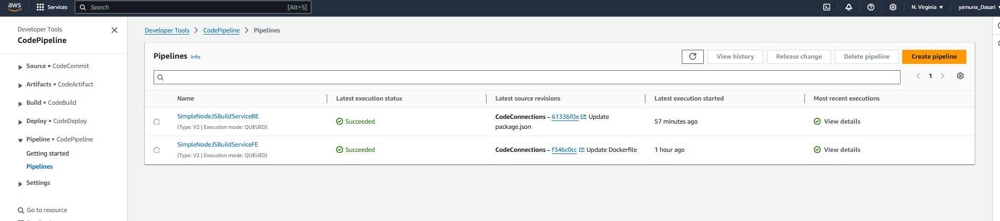 aws
Services
Search [Alt+S]
N. Virginia
yamuna_Dasari
Developer Tools
CodePipeline
Source • CodeCommit
Artifacts • CodeArtifact
Build • CodeBuild
Deploy • CodeDeploy
Pipeline • CodePipeline
Getting started
Pipelines
Settings
Go to resource
Developer Tools > CodePipeline > Pipelines
Pipelines Info
View history
Release change
Delete pipeline
Create pipeline
1
Name Latest execution status Latest source revisions Latest execution started Most recent executions
SimpleNodeJSBuildServiceBE
(Type: V2 | Execution mode: QUEUED)
Succeeded
CodeConnections – 61336f0e: Update
package.json
57 minutes ago
View details
SimpleNodeJSBuildServiceFE
(Type: V2 | Execution mode: QUEUED)
Succeeded
CodeConnections – f346c0cc: Update Dockerfile
1 hour ago
View details